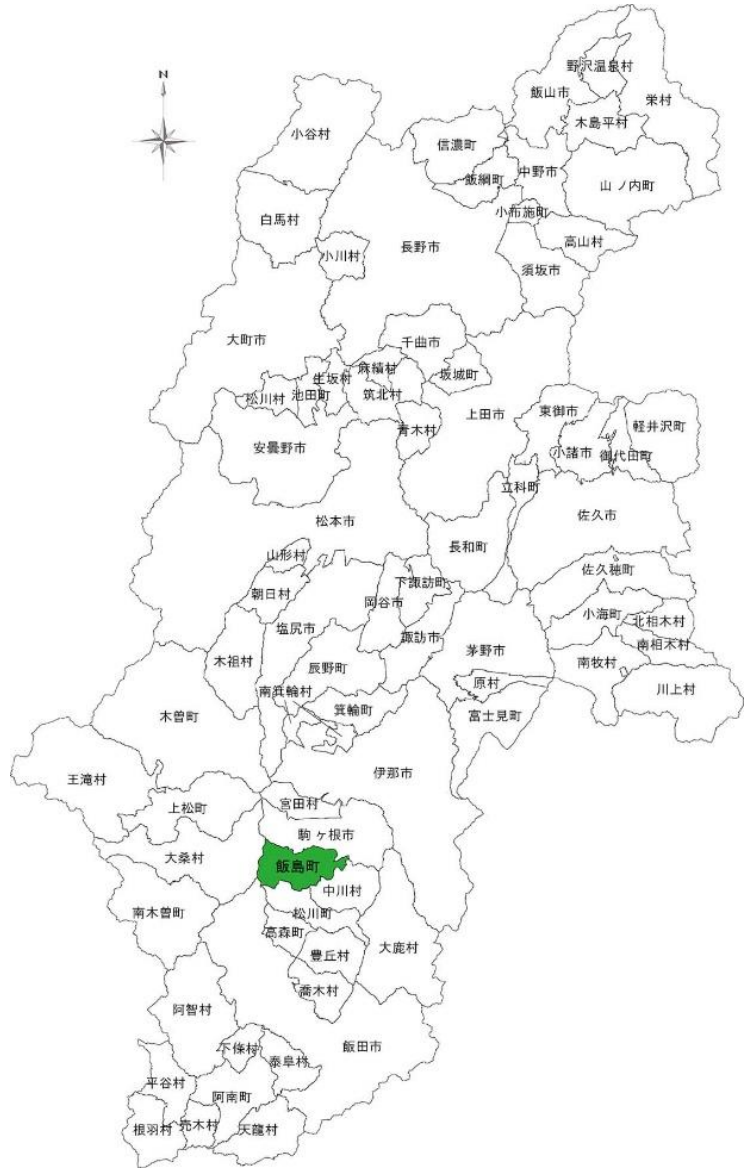 N
野沢温泉村
飯山市
栄村
小谷村
木島平村
信濃町
中野市
飯綱町
山ノ内町
小布施町
白馬村
高山村
長野市
小川村
須坂市
大町市
千曲市
麻績村
坂城町
生坂村
松川村
池田町
筑北村
上田市
東御市
軽井沢町
青木村
安曇野市
小諸市
御代田町
立科町
松本市
佐久市
長和町
山形村
下諏訪町
佐久穂町
朝日村
岡谷市
小海町
北相木村
塩尻市
諏訪市
南相木村
木祖村
茅野市
辰野町
南牧村
原村
川上村
南箕輪村
箕輪町
木曽町
富士見町
伊那市
王滝村
上松町
宮田村
駒ヶ根市
大桑村
飯島町
中川村
南木曽町
松川町
高森町
大鹿村
豊丘村
喬木村
阿智村
飯田市
下條村
泰阜村
平谷村
阿南町
根羽村
売木村
天龍村